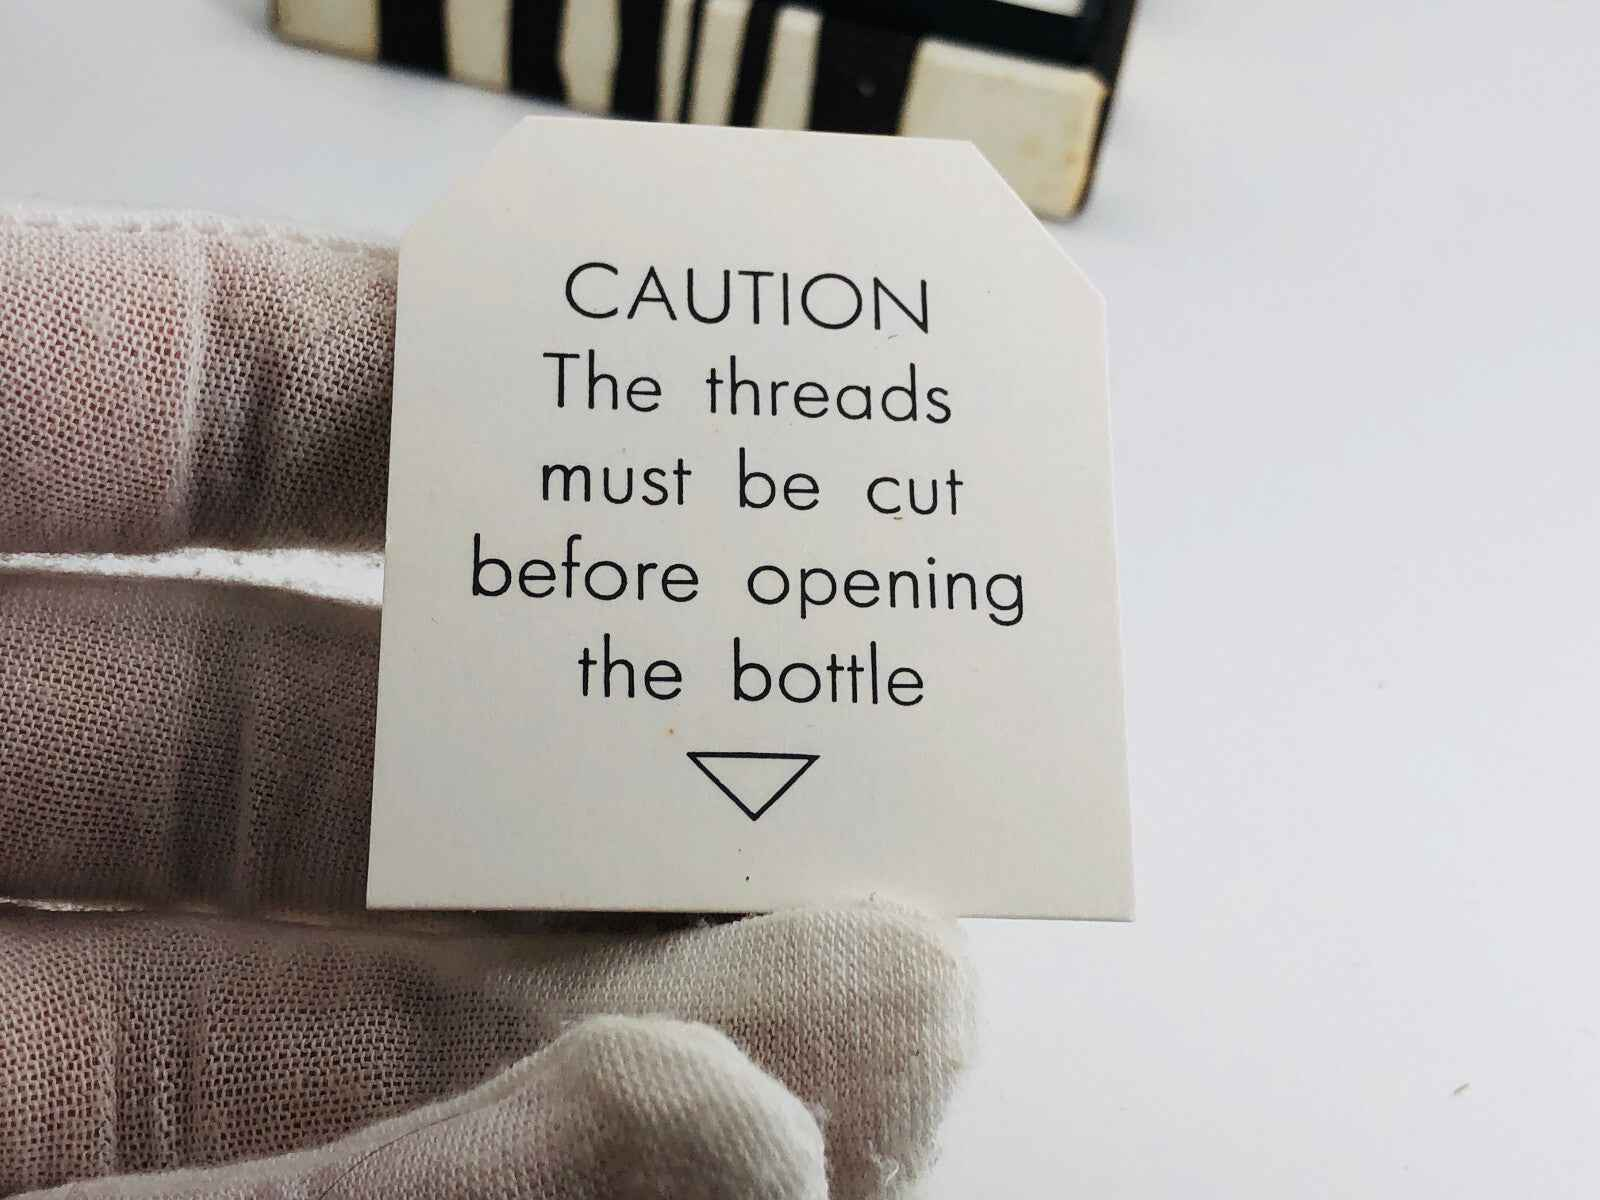 CAUTION
The threads
must be cut
before opening
the bottle